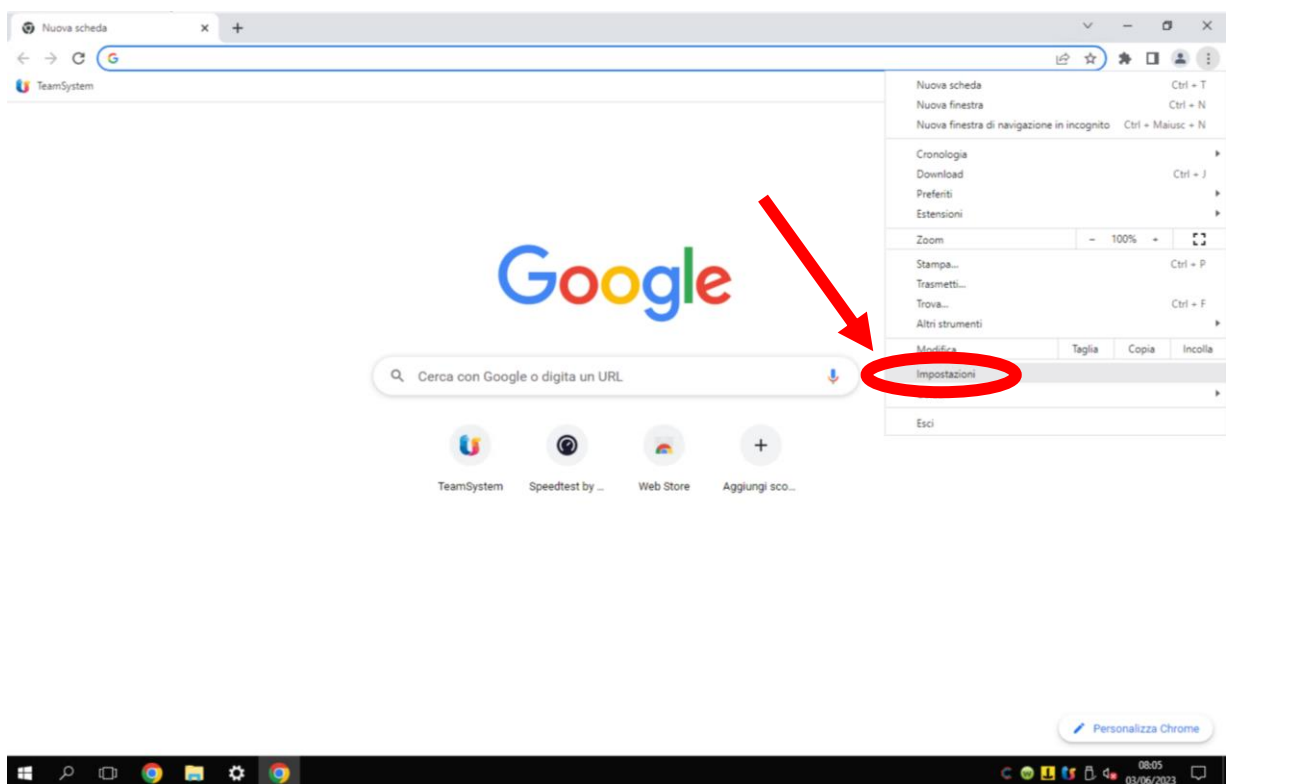 Nuova scheda
TeamSystem
Nuova scheda Ctrl + T
Nuova finestra Ctrl + N
Nuova finestra di navigazione in incognito Ctrl + Maiusc + N
Cronologia
Download Ctrl + J
Preferiti
Estensioni
Zoom - 100% +
Stampa... Ctrl + P
Trasmetti...
Trova... Ctrl + F
Altri strumenti
Modifica Taglia Copia Incolla
Impostazioni
Esci
Google
Cerca con Google o digita un URL
TeamSystem Speedtest by ... Web Store Aggiungi sco...
Personalizza Chrome
08:05
03/06/2023